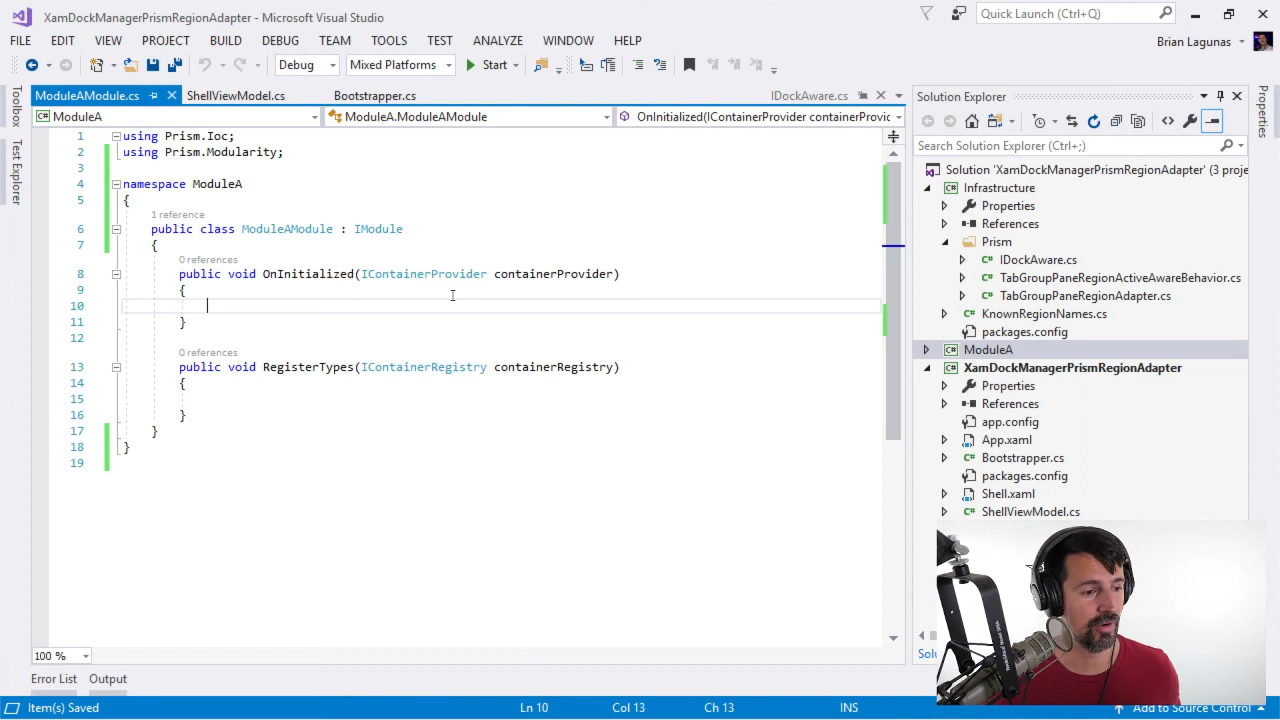 XamDockManagerPrismRegionAdapter - Microsoft Visual Studio
Quick Launch (Ctrl+Q)
FILE EDIT VIEW PROJECT BUILD DEBUG TEAM TOOLS TEST ANALYZE WINDOW HELP
Brian Lagunas
Debug Mixed Platforms Start
Toolbox
Test Explorer
ModuleAModule.cs ShellViewModel.cs Bootstrapper.cs IDockAware.cs
ModuleA ModuleA.ModuleAModule OnInitialized(IContainerProvider containerProvic
1 using Prism.Ioc;
2 using Prism.Modularity;
3
4 namespace ModuleA
5 {
1 reference
6 public class ModuleAModule : IModule
7 {
0 references
8 public void OnInitialized(IContainerProvider containerProvider)
9 {
10
11 }
12
0 references
13 public void RegisterTypes(IContainerRegistry containerRegistry)
14 {
15
16 }
17 }
18 }
19
100 %
Error List Output
Item(s) Saved Ln 10 Col 13 Ch 13 INS Add to Source Control
Solution Explorer
Search Solution Explorer (Ctrl+;)
Solution 'XamDockManagerPrismRegionAdapter' (3 proje
Infrastructure
Properties
References
Prism
IDockAware.cs
TabGroupPaneRegionActiveAwareBehavior.cs
TabGroupPaneRegionAdapter.cs
KnownRegionNames.cs
packages.config
ModuleA
XamDockManagerPrismRegionAdapter
Properties
References
app.config
App.xaml
Bootstrapper.cs
packages.config
Shell.xaml
ShellViewModel.cs
Solu
Properties